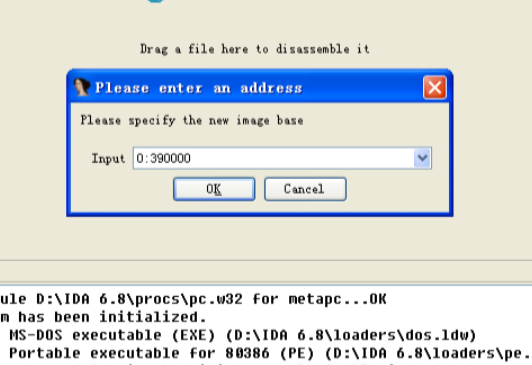 Drag a file here to disassemble it
Please enter an address
Please specify the new image base
Input 0:390000
OK Cancel
ule D:\IDA 6.8\procs\pc.w32 for metapc...OK
m has been initialized.
MS-DOS executable (EXE) (D:\IDA 6.8\loaders\dos.ldw)
Portable executable for 80386 (PE) (D:\IDA 6.8\loaders\pe.